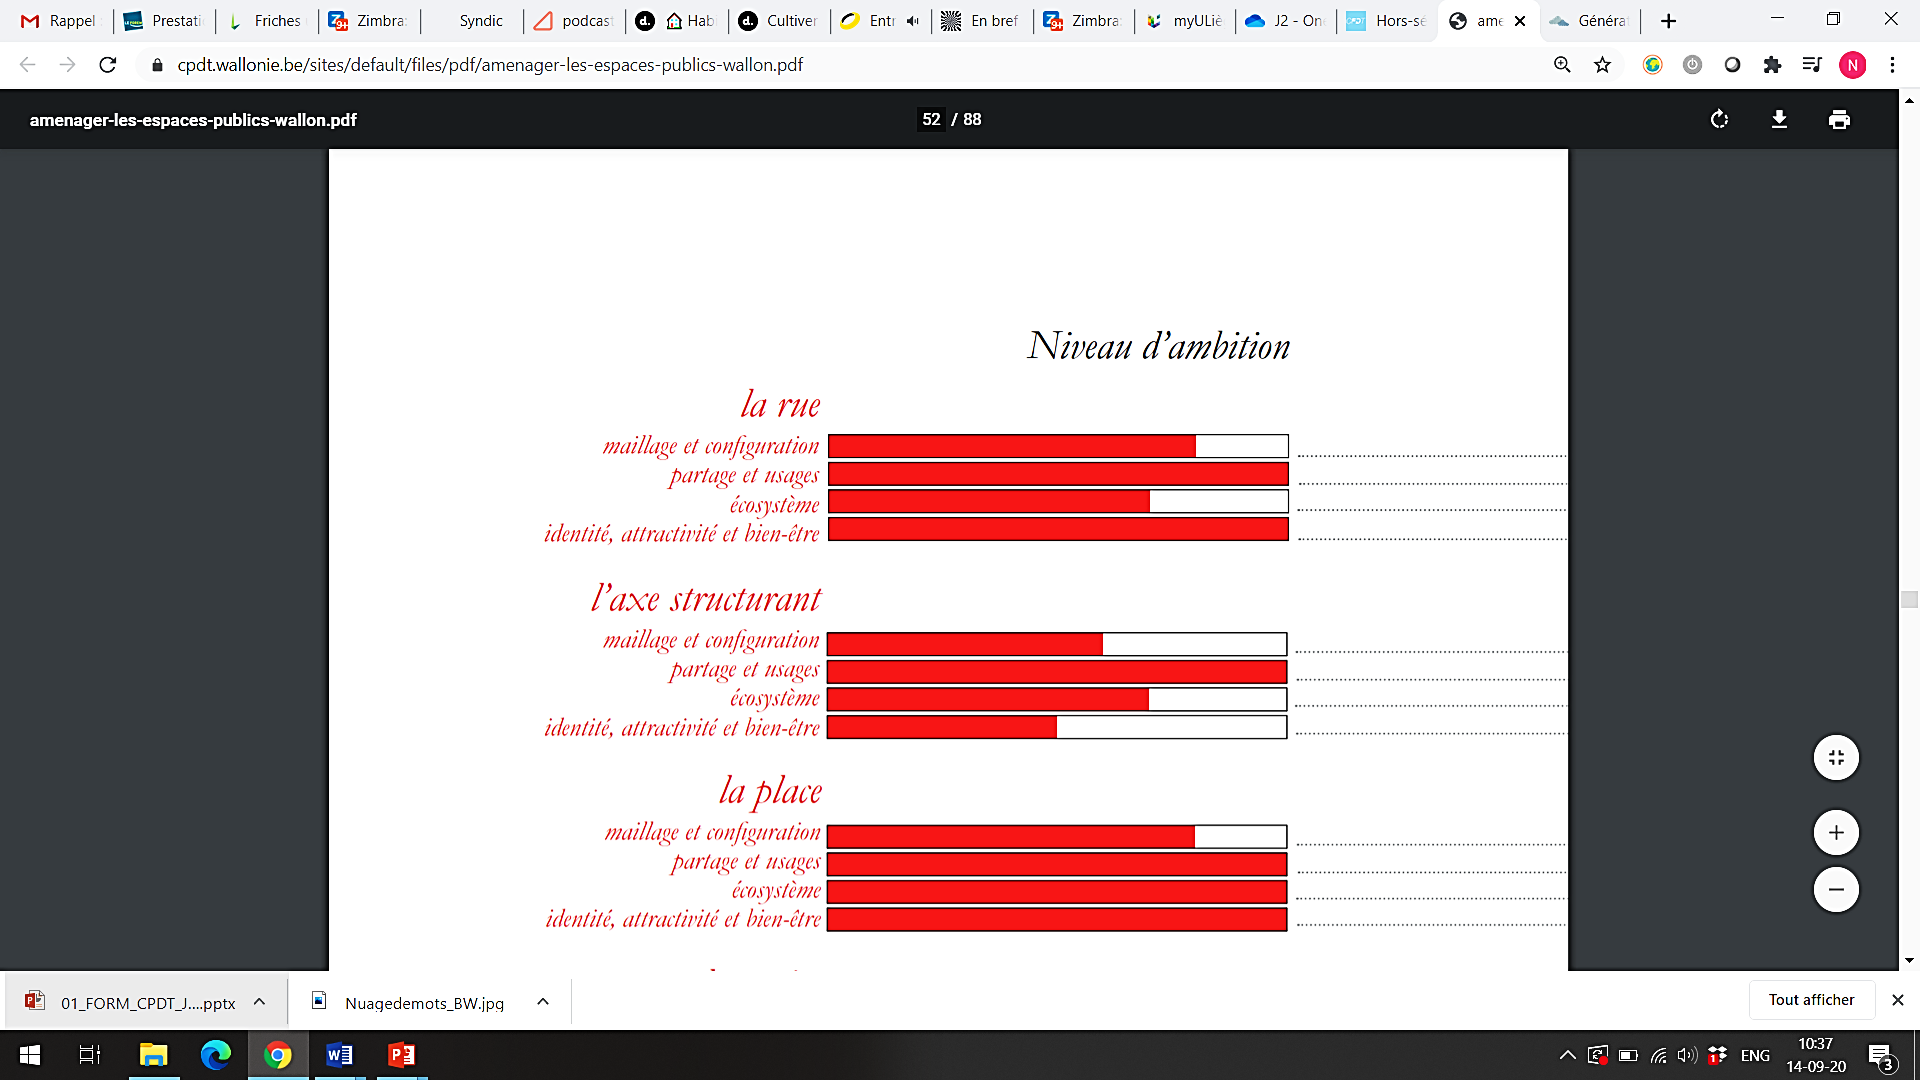 Rappel
Prestati
Friches
Zimbra
Syndic
podcast
Hab
Cultiver
Entr
En bref
Zimbra
myULiè
J2 - On
Hors-sé
ame
Générat
cpdt.wallonie.be/sites/default/files/pdf/amenager-les-espaces-publics-wallon.pdf
N
amenager-les-espaces-publics-wallon.pdf
52 / 88
Niveau d'ambition
la rue
maillage et configuration
partage et usages
écosystème
identité, attractivité et bien-être
l'axe structurant
maillage et configuration
partage et usages
écosystème
identité, attractivité et bien-être
la place
maillage et configuration
partage et usages
écosystème
identité, attractivité et bien-être
01_FORM_CPDT_J....pptx
Nuagedemots_BW.jpg
Tout afficher
ENG
10:37
14-09-20
3